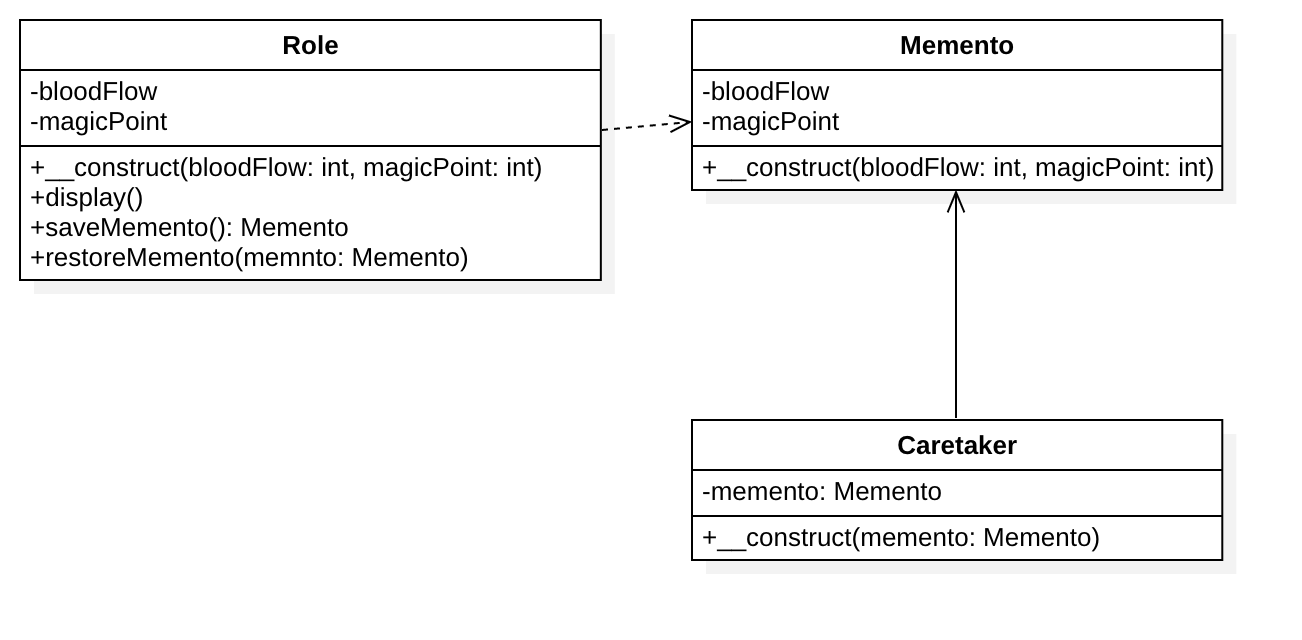 Role
-bloodFlow
-magicPoint
+__construct(bloodFlow: int, magicPoint: int)
+display()
+saveMemento(): Memento
+restoreMemento(memnto: Memento)
Memento
-bloodFlow
-magicPoint
+__construct(bloodFlow: int, magicPoint: int)
Caretaker
-memento: Memento
+__construct(memento: Memento)